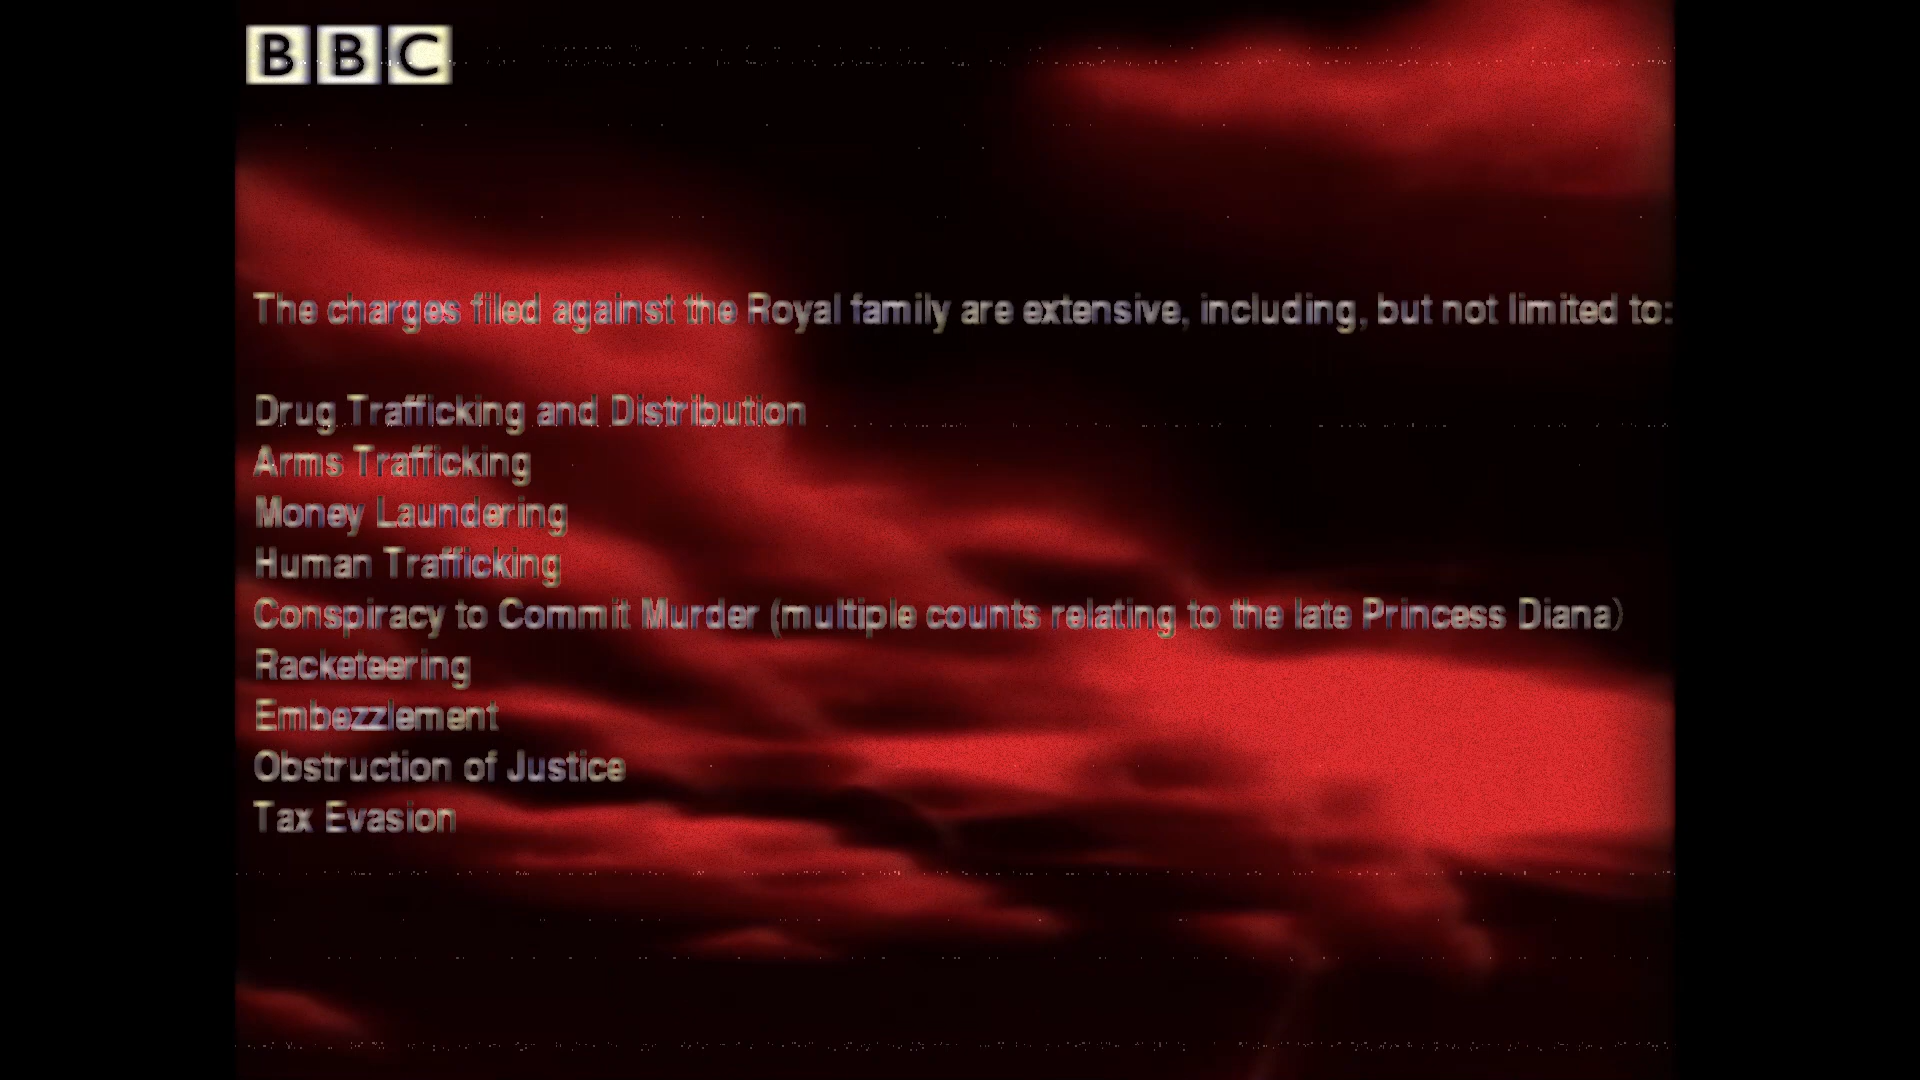 BBC
The charges filed against the Royal family are extensive, including, but not limited to:
Drug Trafficking and Distribution
Arms Trafficking
Money Laundering
Human Trafficking
Conspiracy to Commit Murder (multiple counts relating to the late Princess Diana)
Racketeering
Embezzlement
Obstruction of Justice
Tax Evasion